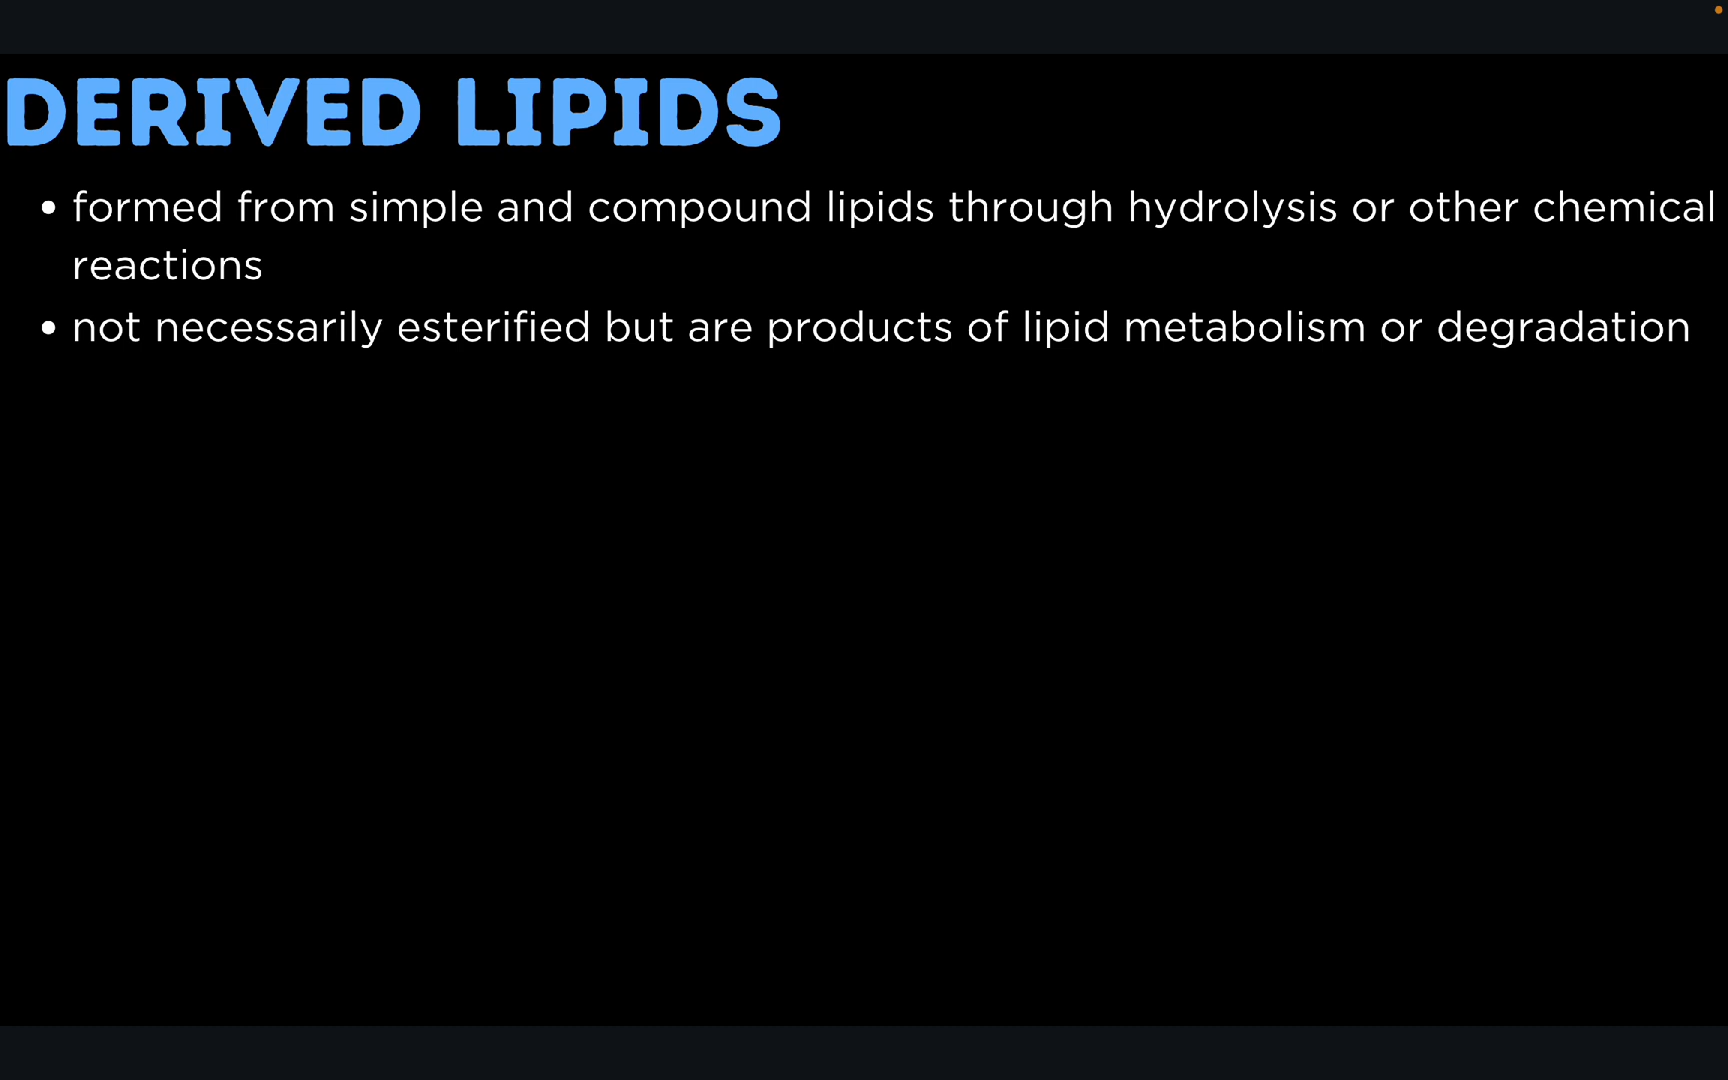 DERIVED LIPIDS
• formed from simple and compound lipids through hydrolysis or other chemical
reactions
• not necessarily esterified but are products of lipid metabolism or degradation